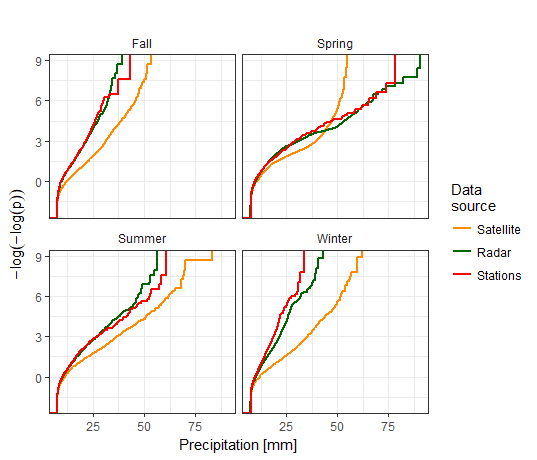 Fall
Spring
9
6
3
0
Summer
Winter
9
6
3
0
25 50 75
25 50 75
Precipitation [mm]
−log(−log(p))
Data
source
Satellite
Radar
Stations